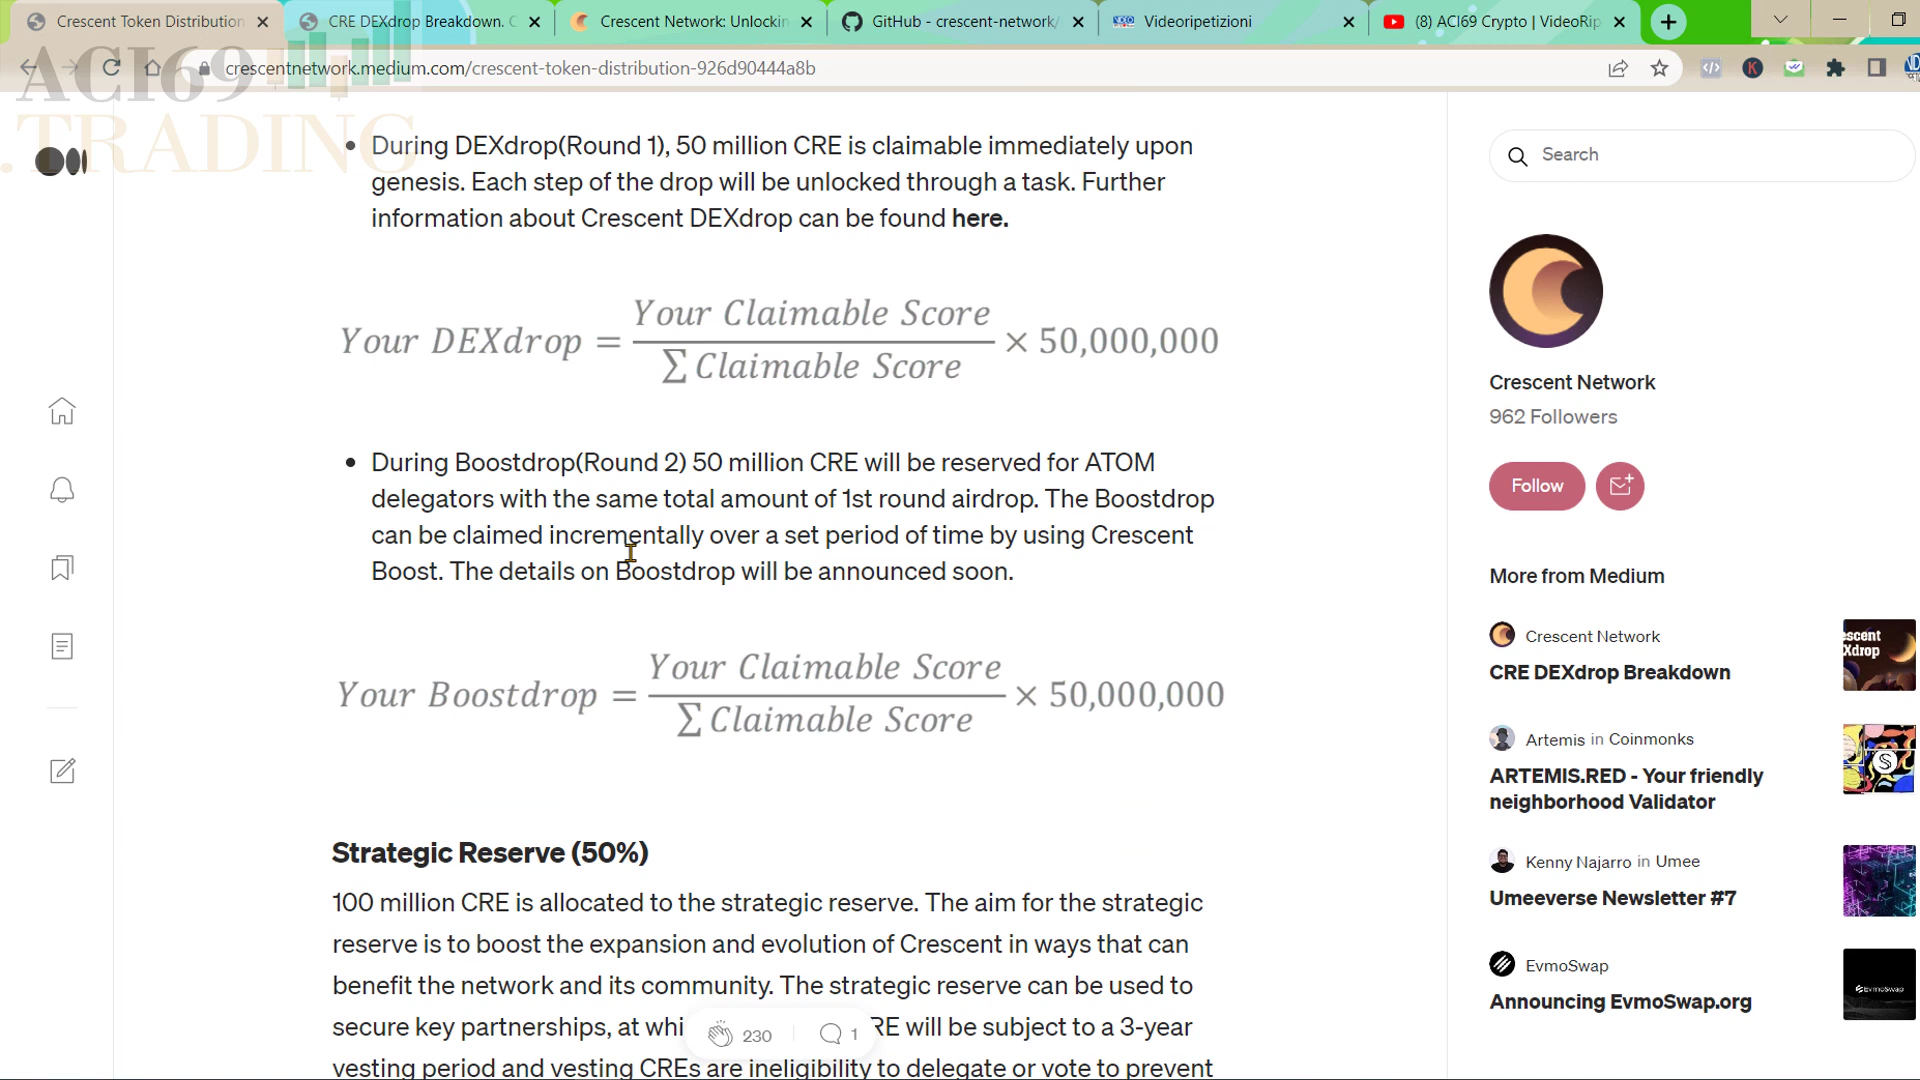 Crescent Token Distribution
CRE DEXdrop Breakdown. C
Crescent Network: Unlockin
GitHub - crescent-network/
Videoripetizioni
(8) ACI69 Crypto | VideoRip
crescentnetwork.medium.com/crescent-token-distribution-926d90444a8b
ACI69
.TRADING
• During DEXdrop(Round 1), 50 million CRE is claimable immediately upon
genesis. Each step of the drop will be unlocked through a task. Further
information about Crescent DEXdrop can be found here.
Your DEXdrop = Your Claimable Score / ∑ Claimable Score × 50,000,000
• During Boostdrop(Round 2) 50 million CRE will be reserved for ATOM
delegators with the same total amount of 1st round airdrop. The Boostdrop
can be claimed incrementally over a set period of time by using Crescent
Boost. The details on Boostdrop will be announced soon.
Your Boostdrop = Your Claimable Score / ∑ Claimable Score × 50,000,000
Strategic Reserve (50%)
100 million CRE is allocated to the strategic reserve. The aim for the strategic
reserve is to boost the expansion and evolution of Crescent in ways that can
benefit the network and its community. The strategic reserve can be used to
secure key partnerships, at whi RE will be subject to a 3-year
vesting period and vesting CREs are ineligibility to delegate or vote to prevent
230
1
Search
Crescent Network
962 Followers
Follow
More from Medium
Crescent Network
CRE DEXdrop Breakdown
escent
Xdrop
Artemis in Coinmonks
ARTEMIS.RED - Your friendly
neighborhood Validator
Kenny Najarro in Umee
Umeeverse Newsletter #7
EvmoSwap
Announcing EvmoSwap.org
EvmoSwap